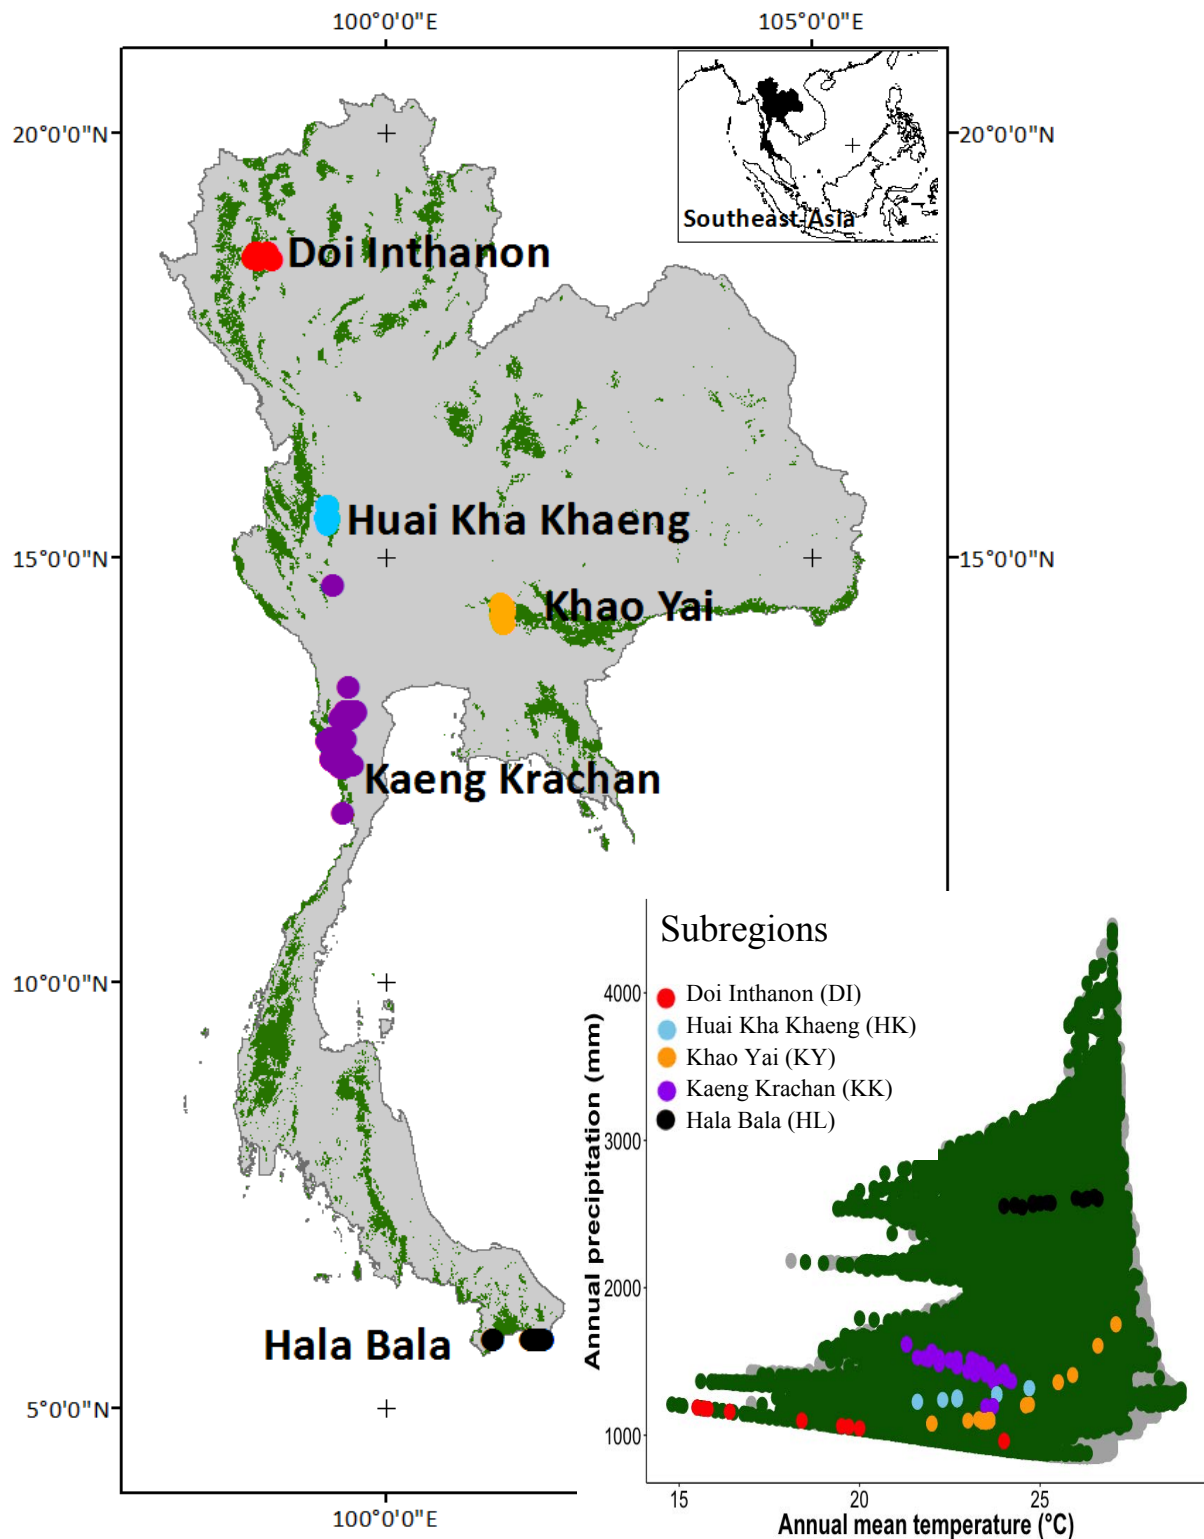 100°0'0"E
105°0'0"E
20°0'0"N
20°0'0"N
Southeast Asia
Doi Inthanon
Huai Kha Khaeng
15°0'0"N
15°0'0"N
Khao Yai
Kaeng Krachan
10°0'0"N
Hala Bala
5°0'0"N
100°0'0"E
Subregions
Doi Inthanon (DI)
Huai Kha Khaeng (HK)
Khao Yai (KY)
Kaeng Krachan (KK)
Hala Bala (HL)
Annual precipitation (mm)
4000
3000
2000
1000
15
20
25
Annual mean temperature (°C)